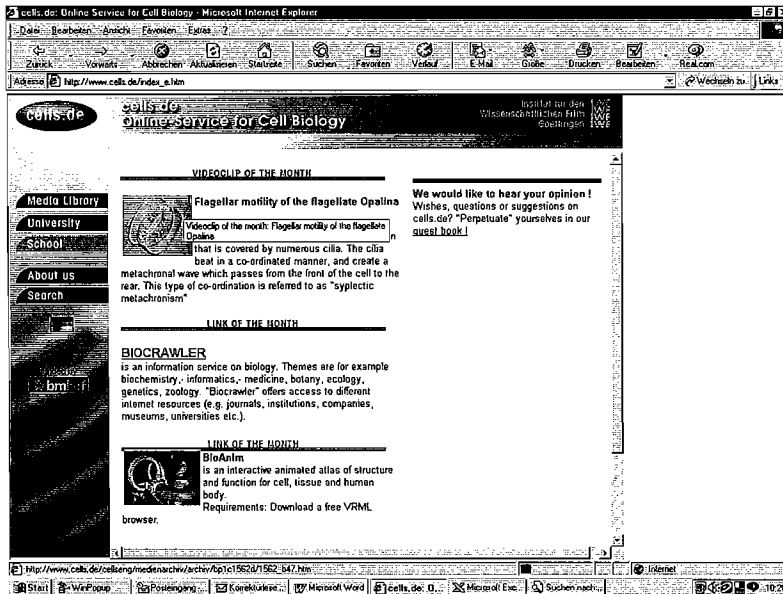 cells.de: Online Service for Cell Biology - Microsoft Internet Explorer
Datei Bearbeiten Ansicht Favoriten Extras ?
Zurück Vorwärts Abbrechen Aktualisieren Startseite Suchen Favoriten Verlauf E-Mail Größe Drucken Bearbeiten Real.com
Adresse http://www.cells.de/index_e.htm Wechseln zu Links
cells.de
cells.de
Online-Service for Cell Biology
Institut für den
Wissenschaftlichen Film
Goettingen
IWF
VIDEOCLIP OF THE MONTH
Flagellar motility of the flagellate Opalina
Videoclip of the month: Flagellar motility of the flagellate
Opalina
n
that is covered by numerous cilia. The cilia
beat in a co-ordinated manner, and create a
metachronal wave which passes from the front of the cell to the
rear. This type of co-ordination is referred to as "syplectic
metachronism"
We would like to hear your opinion !
Wishes, questions or suggestions on
cells.de? "Perpetuate" yourselves in our
guest book !
Media Library
University
School
About us
Search
LINK OF THE MONTH
BIOCRAWLER
is an information service on biology. Themes are for example
biochemistry,- informatics,- medicine, botany, ecology,
genetics, zoology. "Biocrawler" offers access to different
internet resources (e.g. journals, institutions, companies,
museums, universities etc.).
LINK OF THE MONTH
BioAnim
is an interactive animated atlas of structure
and function for cell, tissue and human
body.
Requirements: Download a free VRML
browser.
http://www.cells.de/cellseng/medienarchiv/archiv/bp1c1562d/1562_b47.htm Internet
Start WinPopup Posteingang... Korrekturlese... Microsoft Word cells.de: O... Microsoft Exc... Suchen nach:...